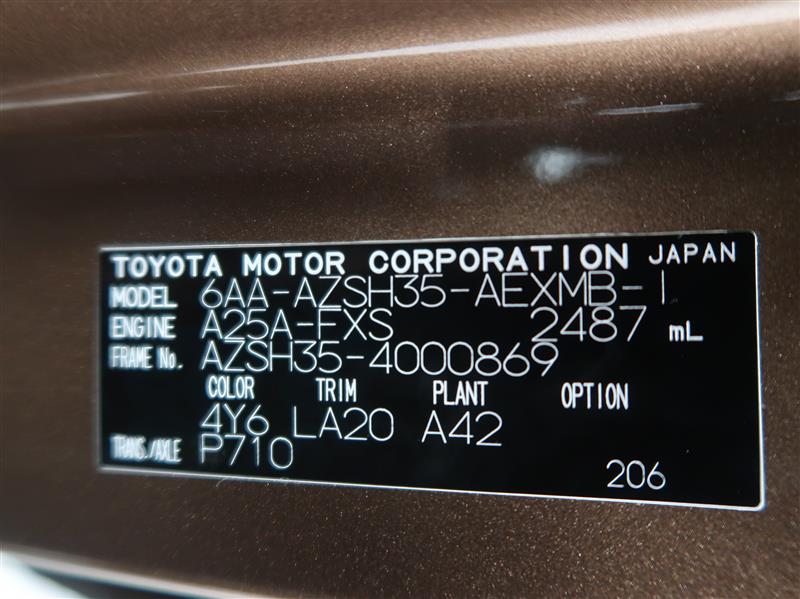 TOYOTA MOTOR CORPORATION JAPAN
MODEL 6AA-AZSH35-AEXMB-1
ENGINE A25A-FXS 2487 mL
FRAME No. AZSH35-4000869
COLOR TRIM PLANT OPTION
4Y6 LA20 A42
TRANS./AXLE P710
206